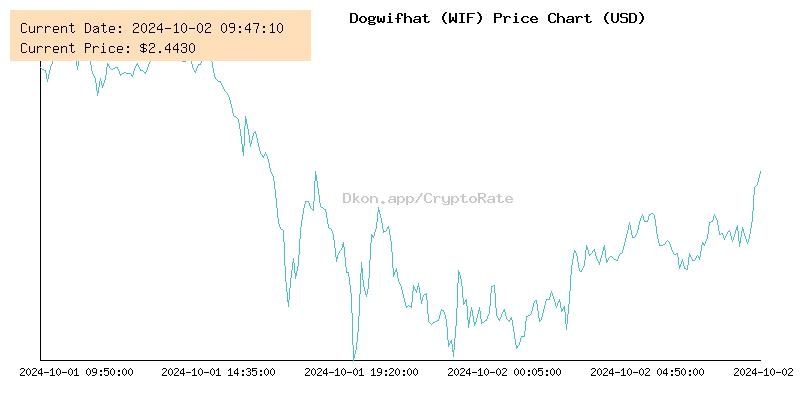 Dogwifhat (WIF) Price Chart (USD)
Current Date: 2024-10-02 09:47:10
Current Price: $2.4430
Dkon.app/CryptoRate
2024-10-01 09:50:00 2024-10-01 14:35:00 2024-10-01 19:20:00 2024-10-02 00:05:00 2024-10-02 04:50:00 2024-10-02